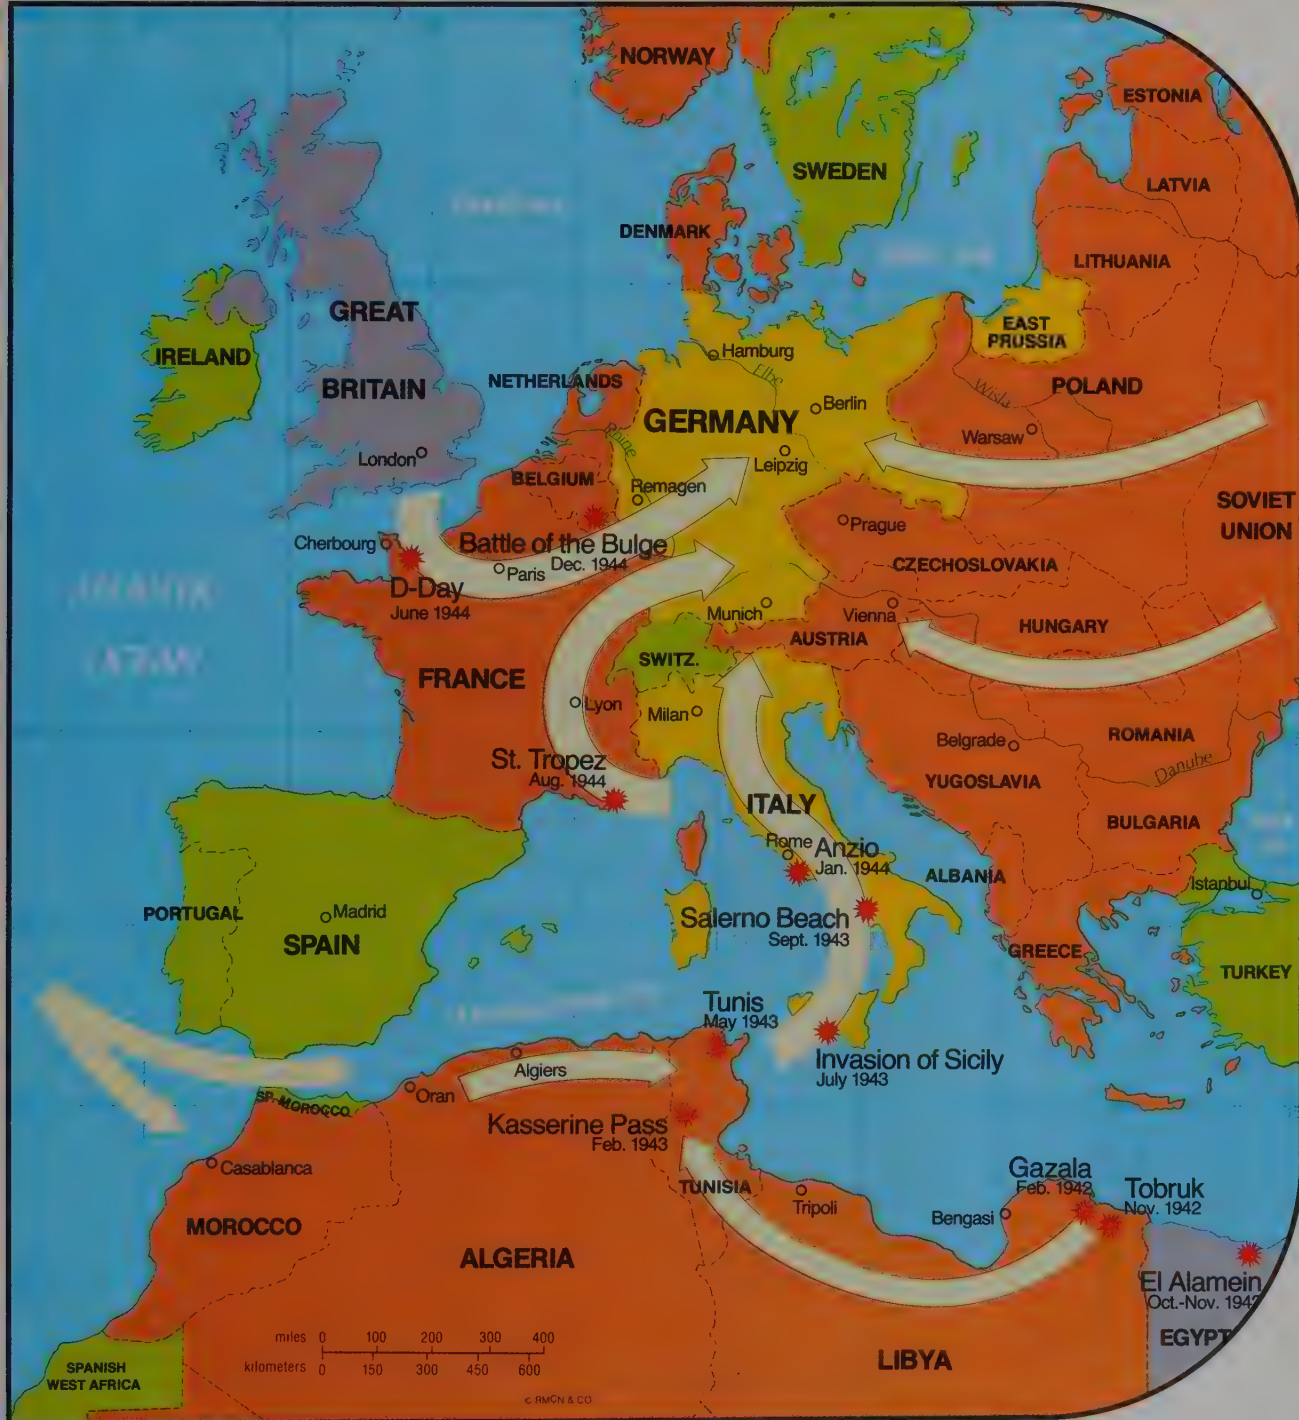 NORWAY
ESTONIA
SWEDEN
LATVIA
DENMARK
LITHUANIA
GREAT
BRITAIN
EAST
PRUSSIA
IRELAND
Hamburg
Elbe
NETHERLANDS
Wisla
POLAND
Berlin
GERMANY
Warsaw
Rhine
London
Leipzig
BELGIUM
Remagen
SOVIET
UNION
Prague
Cherbourg
Battle of the Bulge
Dec. 1944
Paris
CZECHOSLOVAKIA
D-Day
June 1944
Munich
Vienna
HUNGARY
AUSTRIA
SWITZ.
FRANCE
Lyon
Milan
ROMANIA
Belgrade
St. Tropez
Aug. 1944
Danube
YUGOSLAVIA
ITALY
BULGARIA
Rome
Anzio
Jan. 1944
ALBANIA
Istanbul
PORTUGAL
Madrid
SPAIN
Salerno Beach
Sept. 1943
GREECE
TURKEY
Tunis
May 1943
Invasion of Sicily
July 1943
Algiers
Oran
SP. MOROCCO
Kasserine Pass
Feb. 1943
Casablanca
Gazala
Feb. 1942
TUNISIA
Tobruk
Nov. 1942
Tripoli
Bengasi
MOROCCO
ALGERIA
El Alamein
Oct.-Nov. 1942
EGYPT
miles 0 100 200 300 400
kilometers 0 150 300 450 600
LIBYA
SPANISH
WEST AFRICA
© RMCN & CO